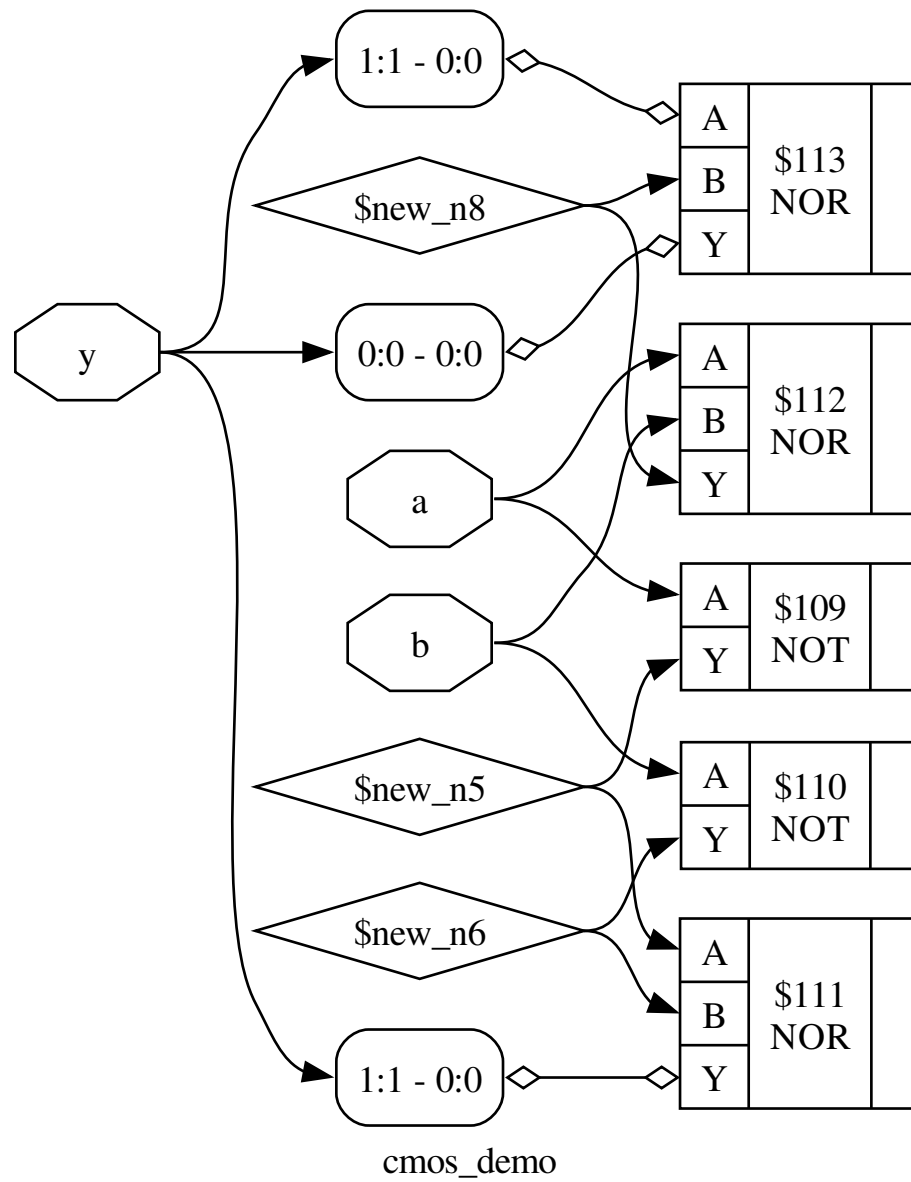 1:1 - 0:0
A
$113
B
NOR
$new_n8
Y
y
0:0 - 0:0
A
$112
B
NOR
Y
a
A
$109
Y
NOT
b
A
$110
Y
NOT
$new_n5
$new_n6
A
$111
B
NOR
1:1 - 0:0
Y
cmos_demo